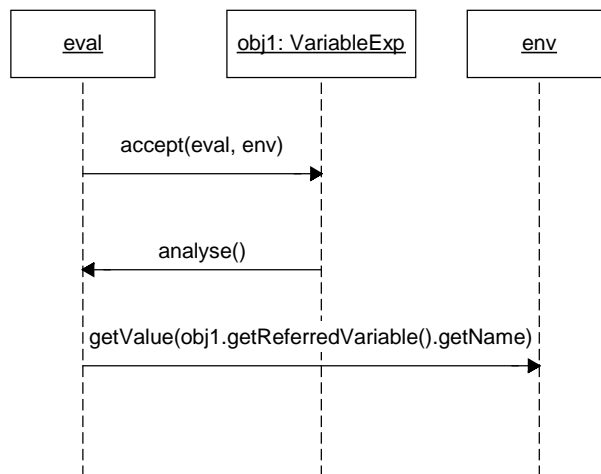 eval
obj1: VariableExp
env
accept(eval, env)
analyse()
getValue(obj1.getReferredVariable().getName)